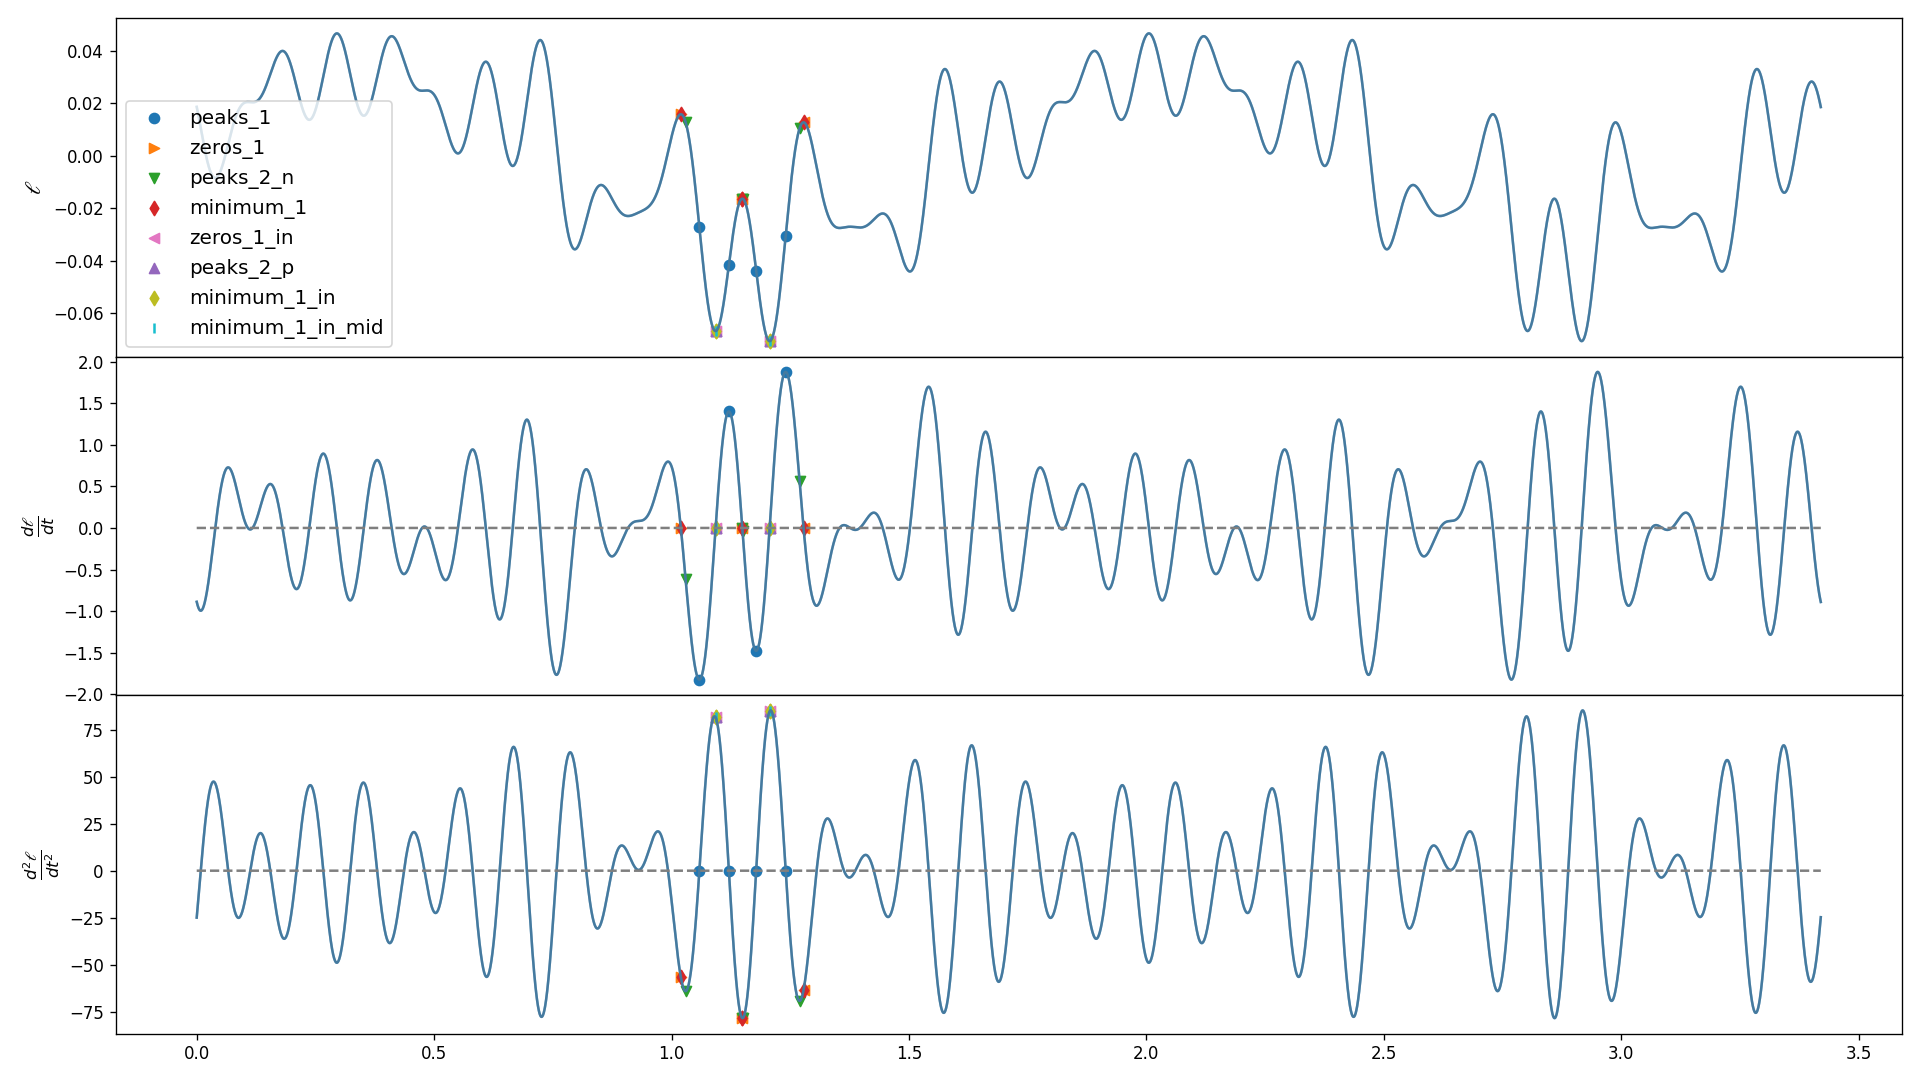 0.04
0.02
0.00
−0.02
−0.04
−0.06
ℓ
peaks_1
zeros_1
peaks_2_n
minimum_1
zeros_1_in
peaks_2_p
minimum_1_in
minimum_1_in_mid
2.0
1.5
1.0
0.5
0.0
−0.5
−1.0
−1.5
−2.0
dℓ/dt
75
50
25
0
−25
−50
−75
d²ℓ/dt²
0.0 0.5 1.0 1.5 2.0 2.5 3.0 3.5